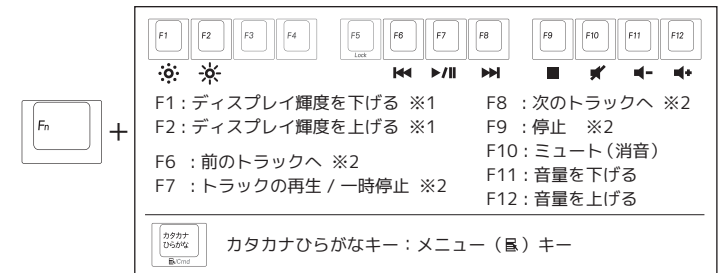 F1 F2 F3 F4 F5 F6 F7 F8 F9 F10 F11 F12
Lock
Fn
+
F1：ディスプレイ輝度を下げる ※1
F2：ディスプレイ輝度を上げる ※1
F6 ：前のトラックへ ※2
F7 ：トラックの再生 / 一時停止 ※2
F8 ：次のトラックへ ※2
F9 ：停止 ※2
F10：ミュート（消音）
F11：音量を下げる
F12：音量を上げる
カタカナ
ひらがな
/Cmd
カタカナひらがなキー：メニュー（）キー